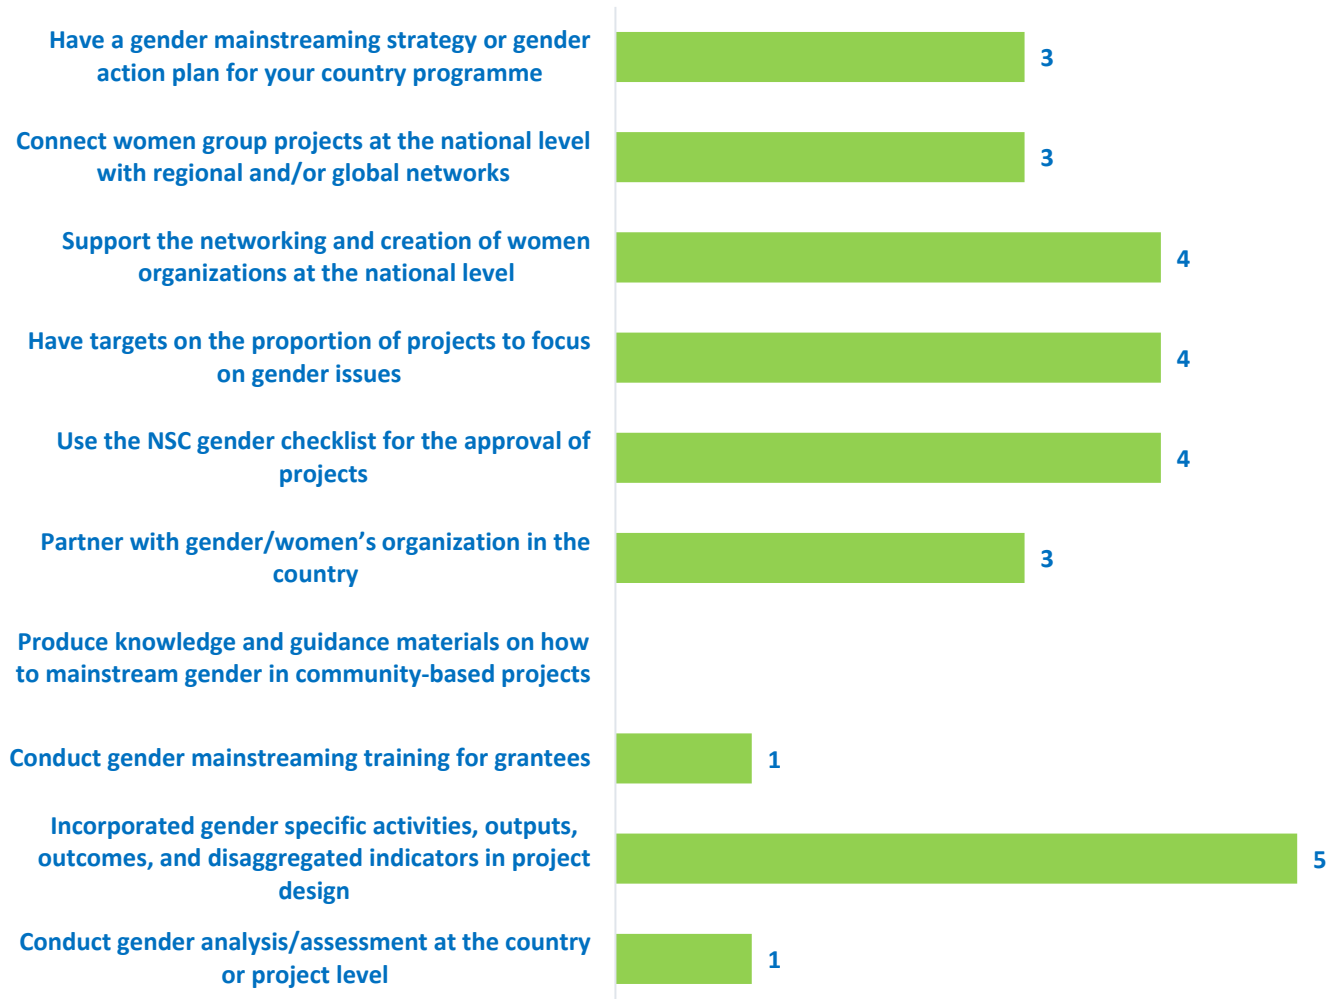 Have a gender mainstreaming strategy or gender
action plan for your country programme
3
Connect women group projects at the national level
with regional and/or global networks
3
Support the networking and creation of women
organizations at the national level
4
Have targets on the proportion of projects to focus
on gender issues
4
Use the NSC gender checklist for the approval of
projects
4
Partner with gender/women’s organization in the
country
3
Produce knowledge and guidance materials on how
to mainstream gender in community-based projects
Conduct gender mainstreaming training for grantees
1
Incorporated gender specific activities, outputs,
outcomes, and disaggregated indicators in project
design
5
Conduct gender analysis/assessment at the country
or project level
1